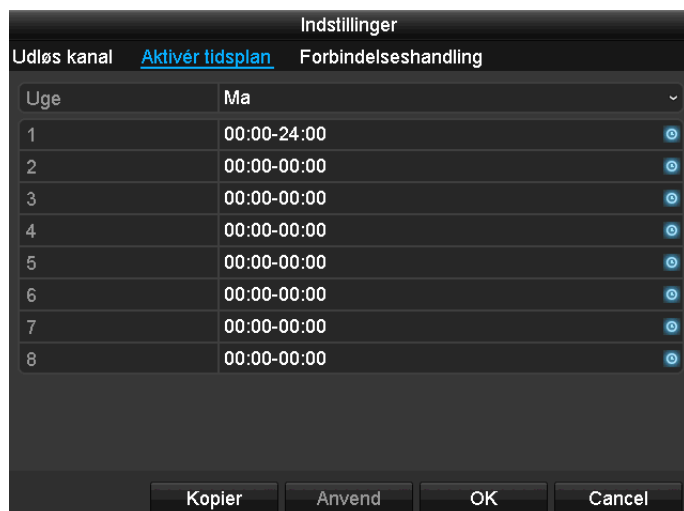 Indstillinger
Udløs kanal Aktivér tidsplan Forbindelseshandling
Uge Ma
1 00:00-24:00
2 00:00-00:00
3 00:00-00:00
4 00:00-00:00
5 00:00-00:00
6 00:00-00:00
7 00:00-00:00
8 00:00-00:00
Kopier Anvend OK Cancel